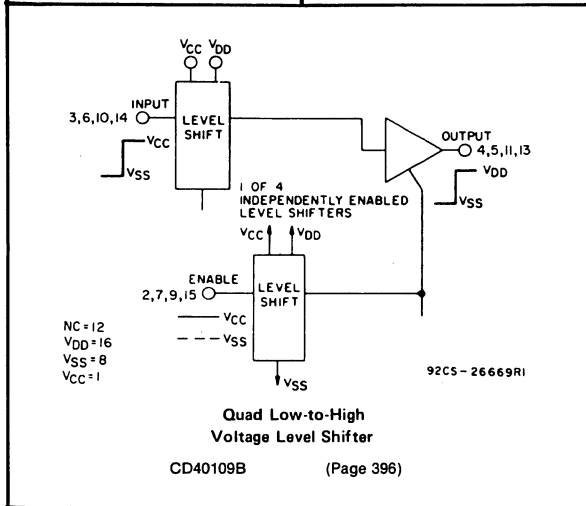 VCC VDD
INPUT
3,6,10,14
LEVEL
SHIFT
VCC
VSS
OUTPUT
4,5,11,13
VDD
VSS
1 OF 4
INDEPENDENTLY ENABLED
LEVEL SHIFTERS
VCC VDD
ENABLE
2,7,9,15
LEVEL
SHIFT
VCC
VSS
VSS
NC=12
VDD=16
VSS=8
VCC=1
92CS-26669R1
Quad Low-to-High
Voltage Level Shifter
CD40109B (Page 396)